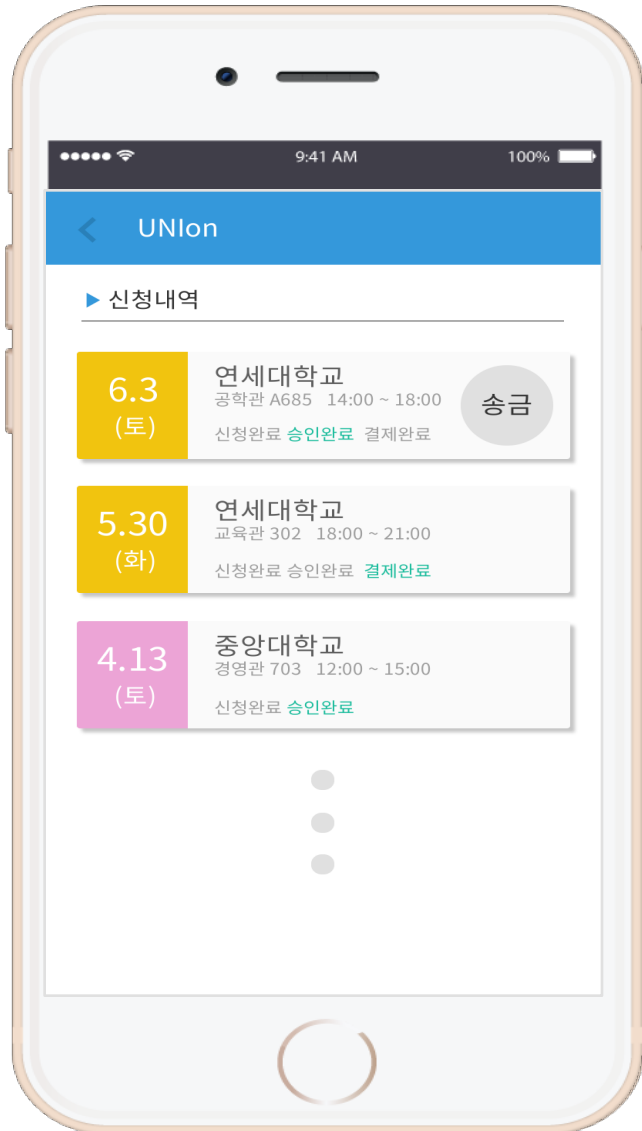 9:41 AM 100%
UNIon
신청내역
6.3
(토)
연세대학교
공학관 A685 14:00 ~ 18:00
신청완료 승인완료 결제완료
송금
5.30
(화)
연세대학교
교육관 302 18:00 ~ 21:00
신청완료 승인완료 결제완료
4.13
(토)
중앙대학교
경영관 703 12:00 ~ 15:00
신청완료 승인완료